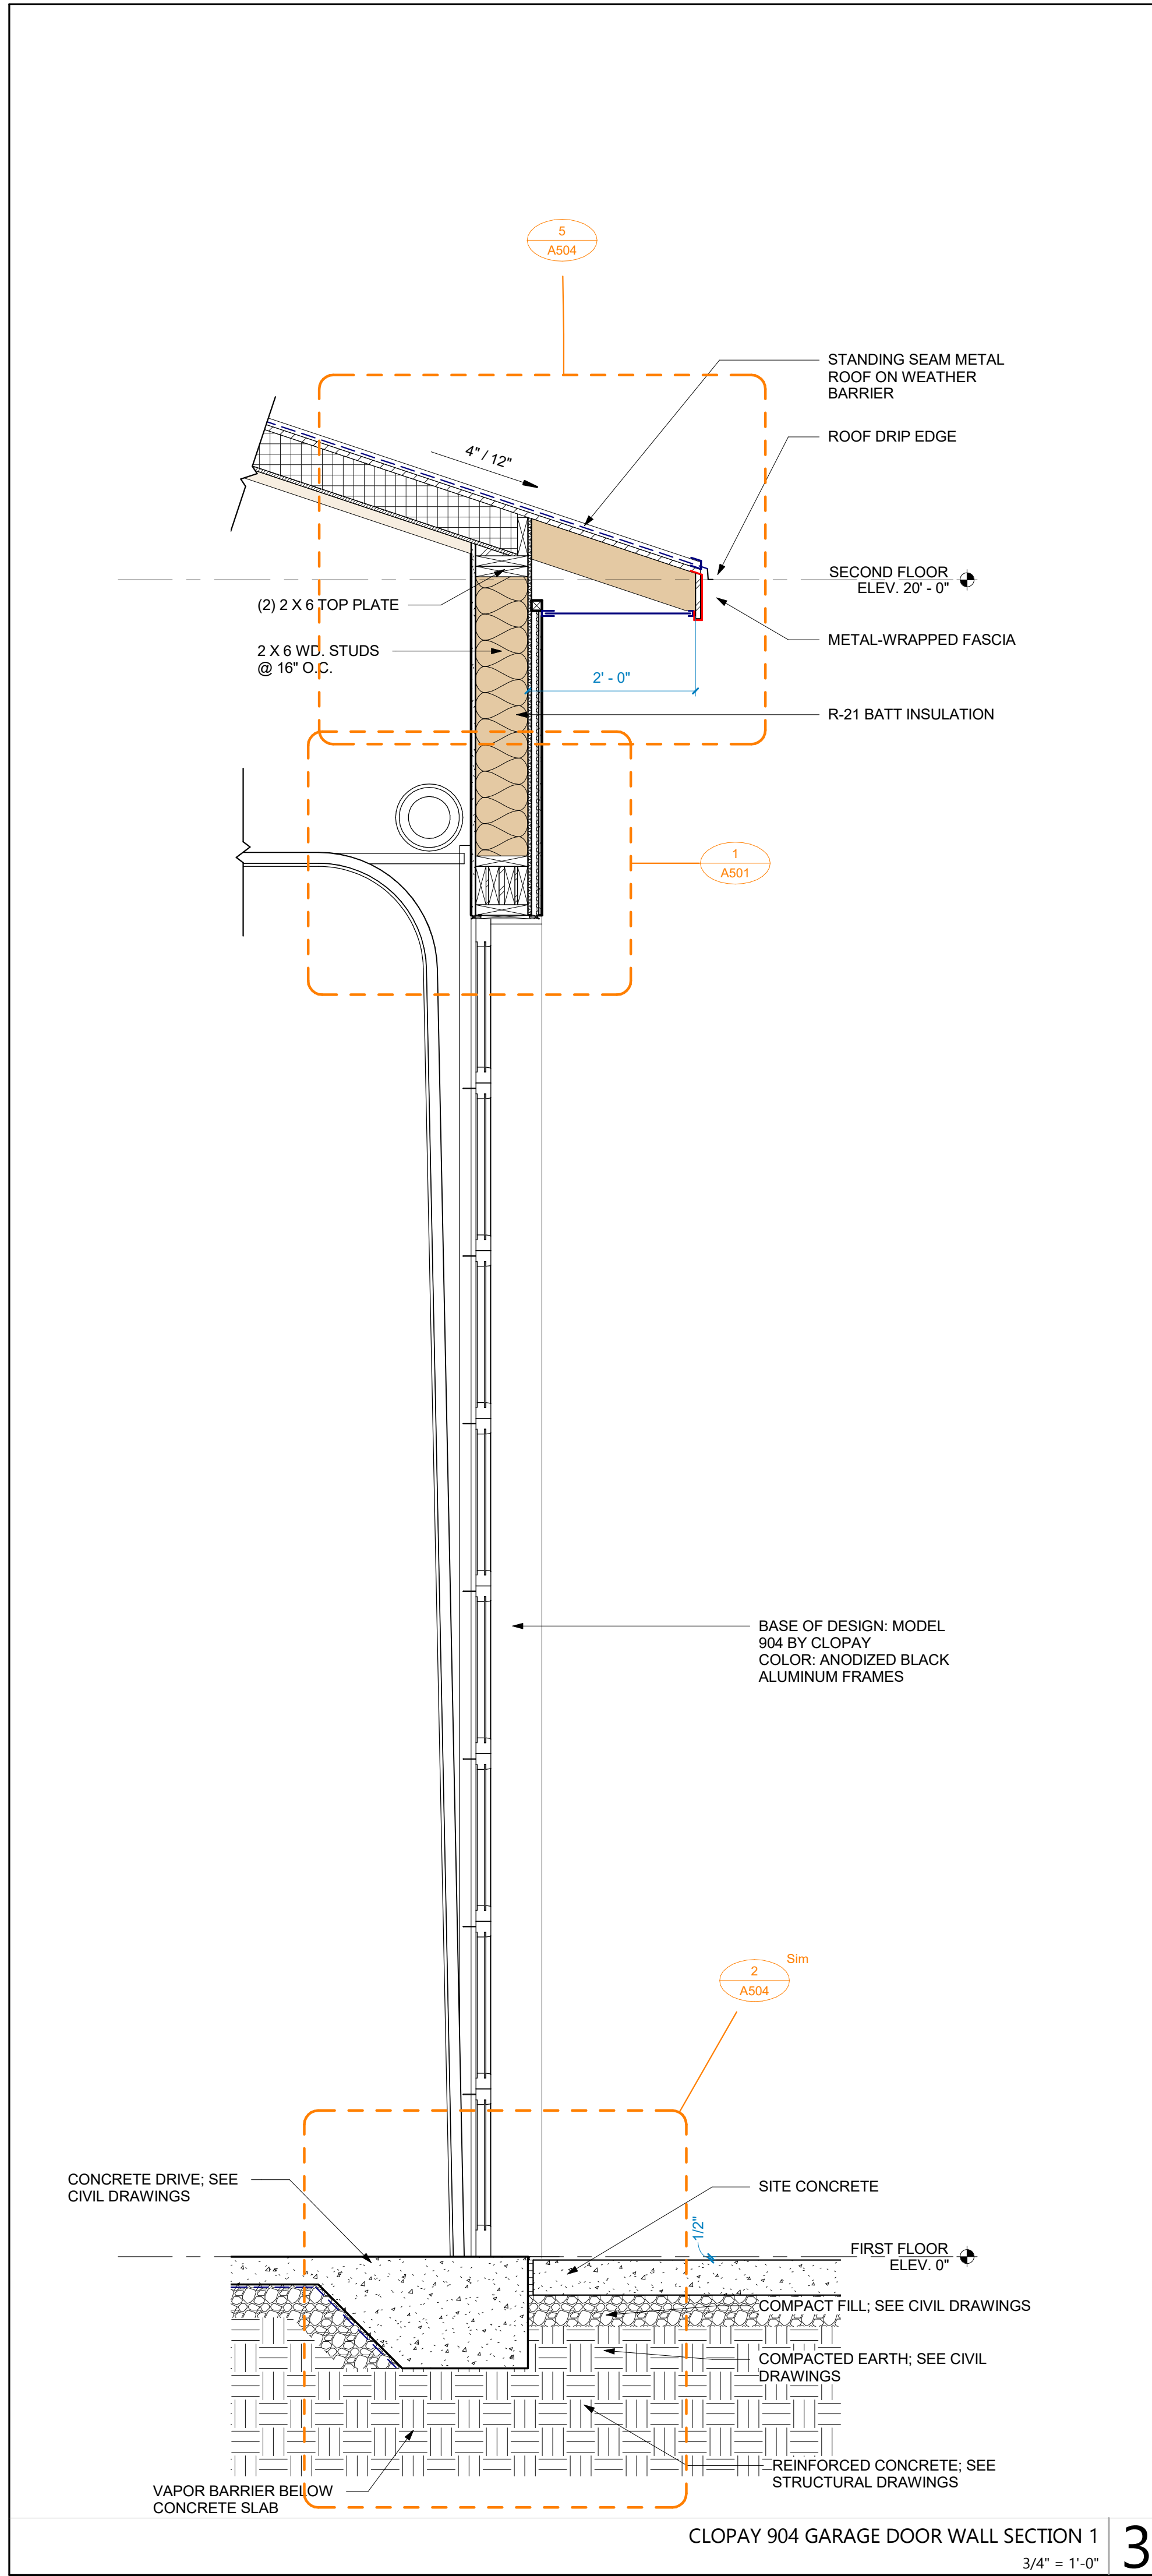 5
A504
STANDING SEAM METAL
ROOF ON WEATHER
BARRIER
ROOF DRIP EDGE
4" / 12"
SECOND FLOOR
ELEV. 20' - 0"
(2) 2 X 6 TOP PLATE
METAL-WRAPPED FASCIA
2 X 6 WD. STUDS
@ 16" O.C.
2' - 0"
R-21 BATT INSULATION
1
A501
BASE OF DESIGN: MODEL
904 BY CLOPAY
COLOR: ANODIZED BLACK
ALUMINUM FRAMES
Sim
2
A504
CONCRETE DRIVE; SEE
CIVIL DRAWINGS
SITE CONCRETE
1/2"
FIRST FLOOR
ELEV. 0"
COMPACT FILL; SEE CIVIL DRAWINGS
COMPACTED EARTH; SEE CIVIL
DRAWINGS
REINFORCED CONCRETE; SEE
STRUCTURAL DRAWINGS
VAPOR BARRIER BELOW
CONCRETE SLAB
CLOPAY 904 GARAGE DOOR WALL SECTION 1
3/4" = 1'-0"
3